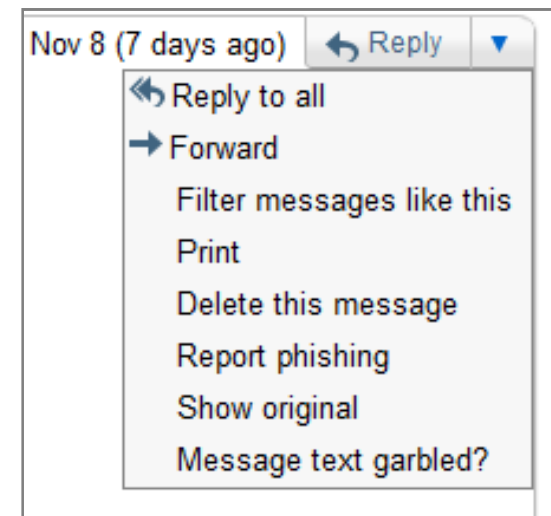 Nov 8 (7 days ago) Reply
Reply to all
Forward
Filter messages like this
Print
Delete this message
Report phishing
Show original
Message text garbled?